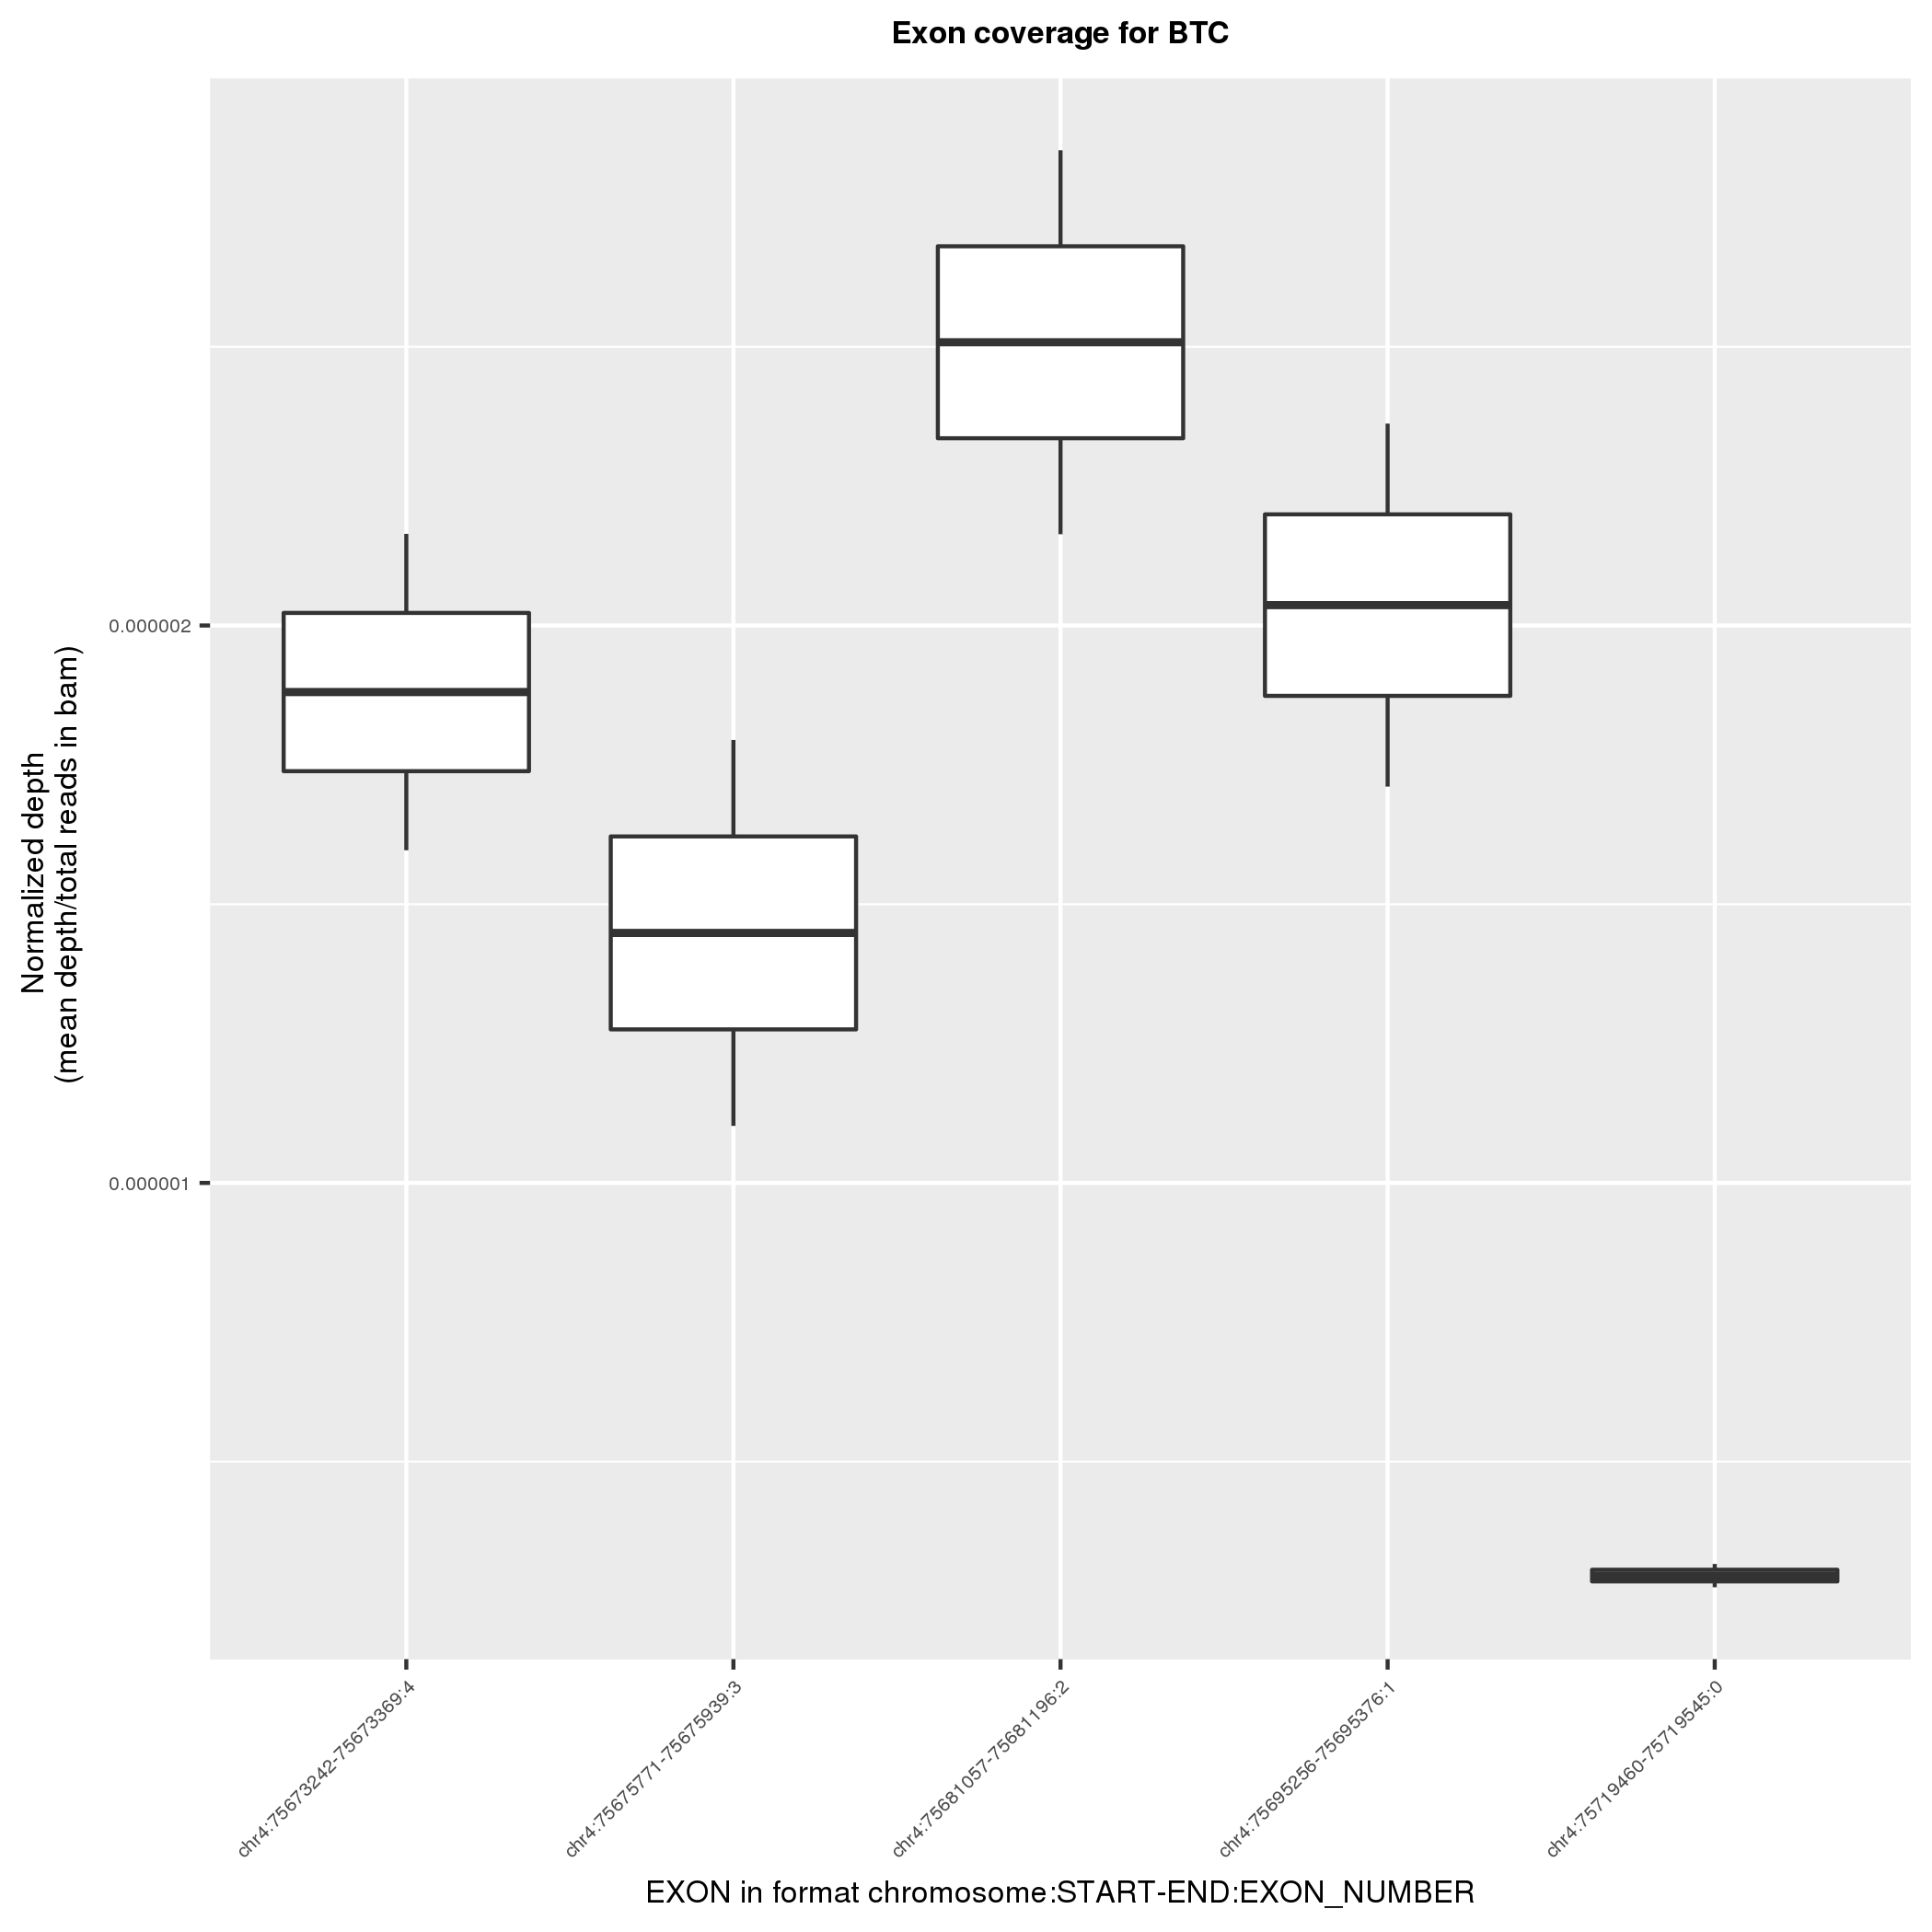 Exon coverage for BTC
Normalized depth
(mean depth/total reads in bam)
0.000002
0.000001
chr4:75673242-75673369:4
chr4:75675771-75675939:3
chr4:75681057-75681196:2
chr4:75695256-75695376:1
chr4:75719460-75719545:0
EXON in format chromosome:START-END:EXON_NUMBER